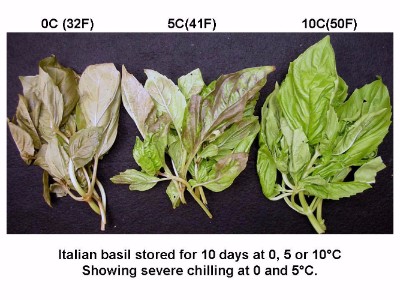 0C (32F) 5C(41F) 10C(50F)
Italian basil stored for 10 days at 0, 5 or 10°C
Showing severe chilling at 0 and 5°C.